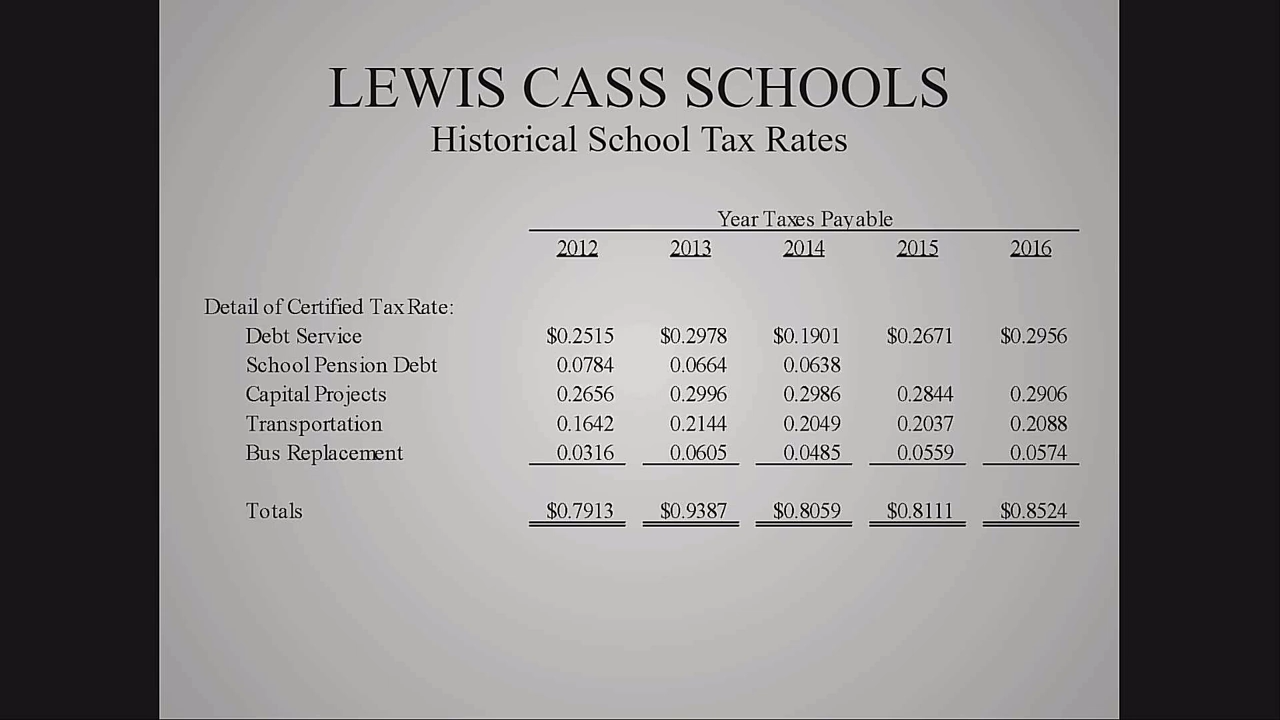 LEWIS CASS SCHOOLS
Historical School Tax Rates
Year Taxes Payable
2012 2013 2014 2015 2016
Detail of Certified Tax Rate:
Debt Service $0.2515 $0.2978 $0.1901 $0.2671 $0.2956
School Pension Debt 0.0784 0.0664 0.0638
Capital Projects 0.2656 0.2996 0.2986 0.2844 0.2906
Transportation 0.1642 0.2144 0.2049 0.2037 0.2088
Bus Replacement 0.0316 0.0605 0.0485 0.0559 0.0574
Totals $0.7913 $0.9387 $0.8059 $0.8111 $0.8524